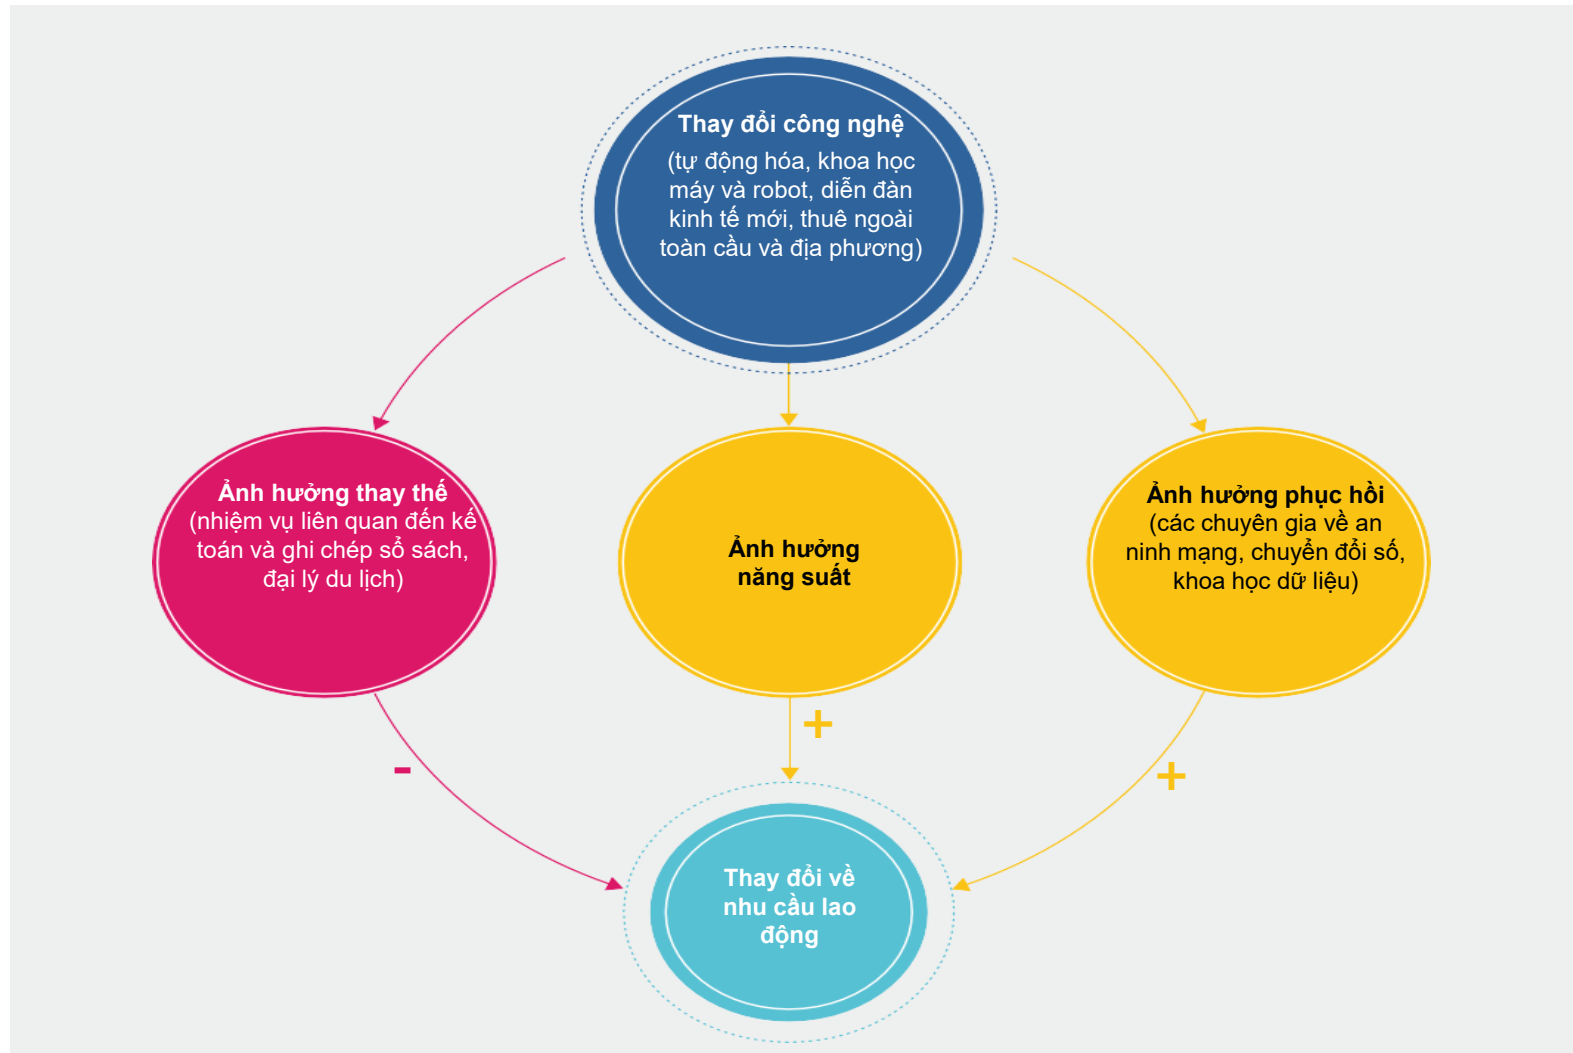 Thay đổi công nghệ
(tự động hóa, khoa học
máy và robot, diễn đàn
kinh tế mới, thuê ngoài
toàn cầu và địa phương)
Ảnh hưởng thay thế
(nhiệm vụ liên quan đến kế
toán và ghi chép sổ sách,
đại lý du lịch)
Ảnh hưởng
năng suất
Ảnh hưởng phục hồi
(các chuyên gia về an
ninh mạng, chuyển đổi số,
khoa học dữ liệu)
+
-
+
Thay đổi về
nhu cầu lao
động